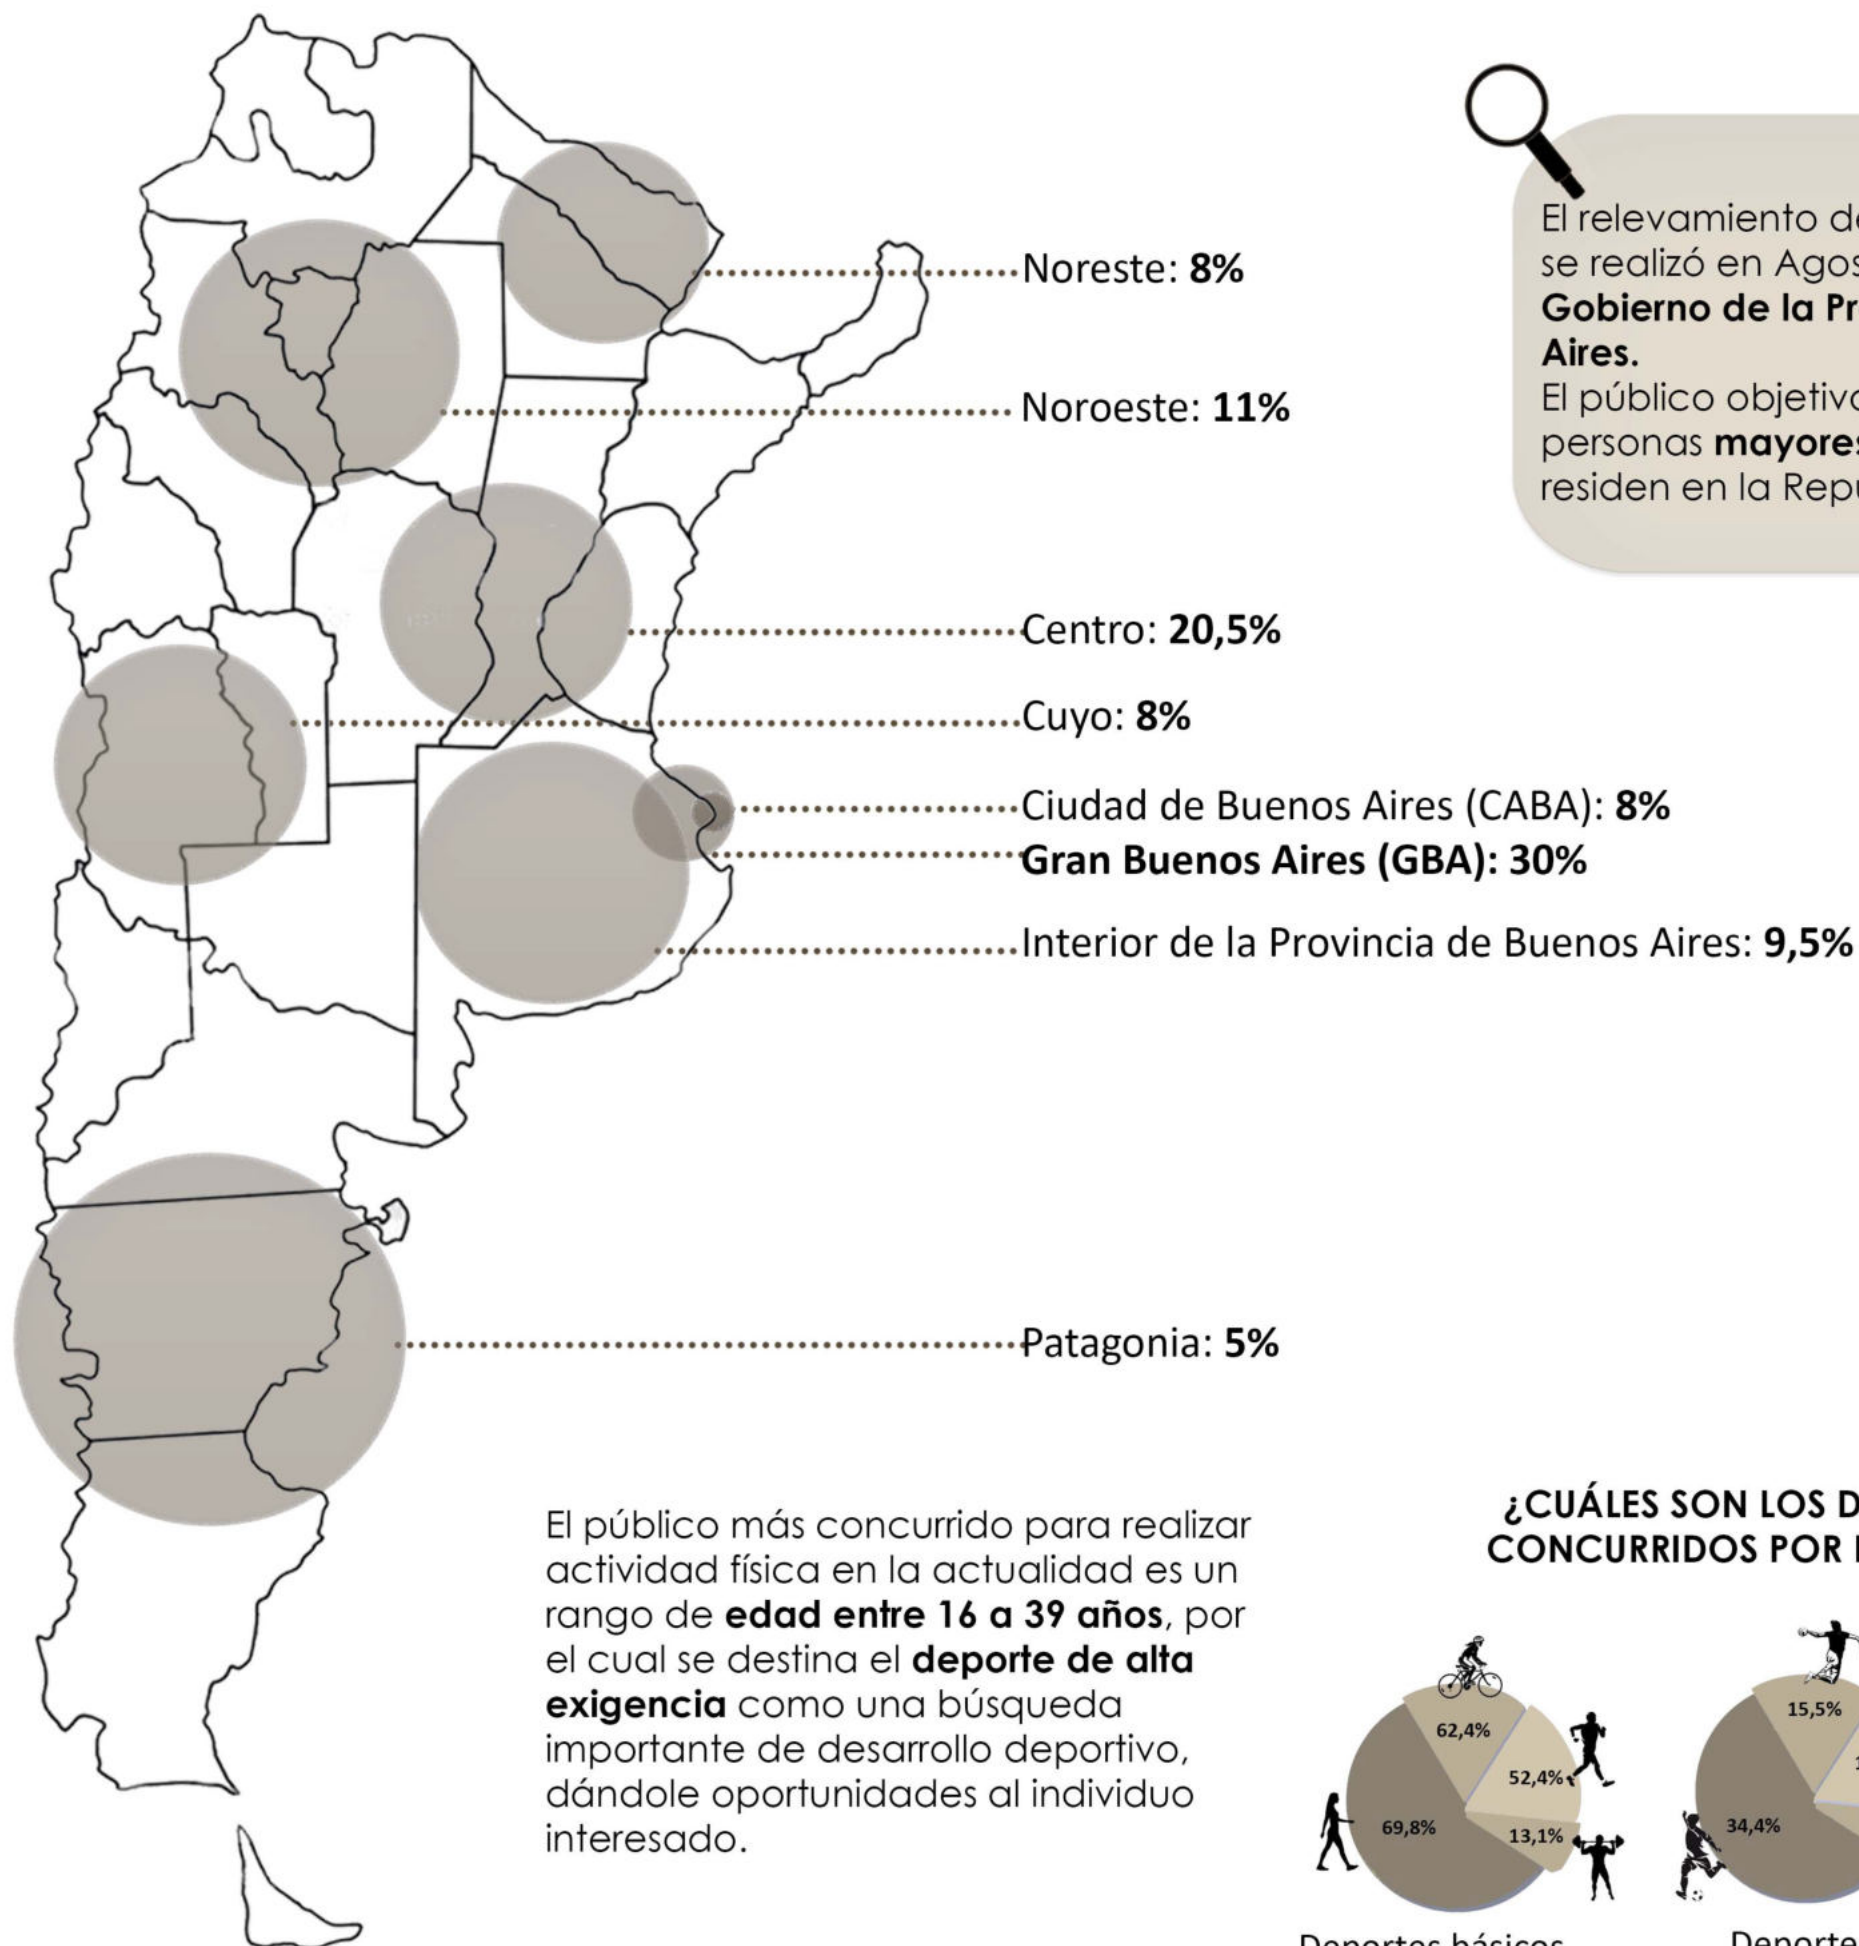 Noreste: 8%
Noroeste: 11%
Centro: 20,5%
Cuyo: 8%
Ciudad de Buenos Aires (CABA): 8%
Gran Buenos Aires (GBA): 30%
Interior de la Provincia de Buenos Aires: 9,5%
Patagonia: 5%
El relevamiento
se realizó en
Gobierno de la
Aires.
El público
personas
residen en la
El público más concurrido para realizar
actividad física en la actualidad es un
rango de edad entre 16 a 39 años, por
el cual se destina el deporte de alta
exigencia como una búsqueda
importante de desarrollo deportivo,
dándole oportunidades al individuo
interesado.
¿CUÁLES SON LOS
CONCURRIDOS POR
62,4%
52,4%
69,8%
13,1%
15,5%
34,4%
Deportes básicos